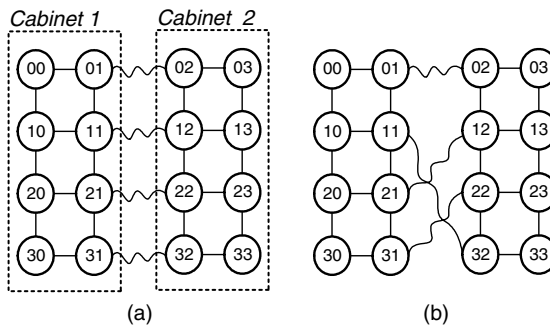 Cabinet 1 Cabinet 2
00 01 02 03 00 01 02 03
10 11 12 13 10 11 12 13
20 21 22 23 20 21 22 23
30 31 32 33 30 31 32 33
(a) (b)